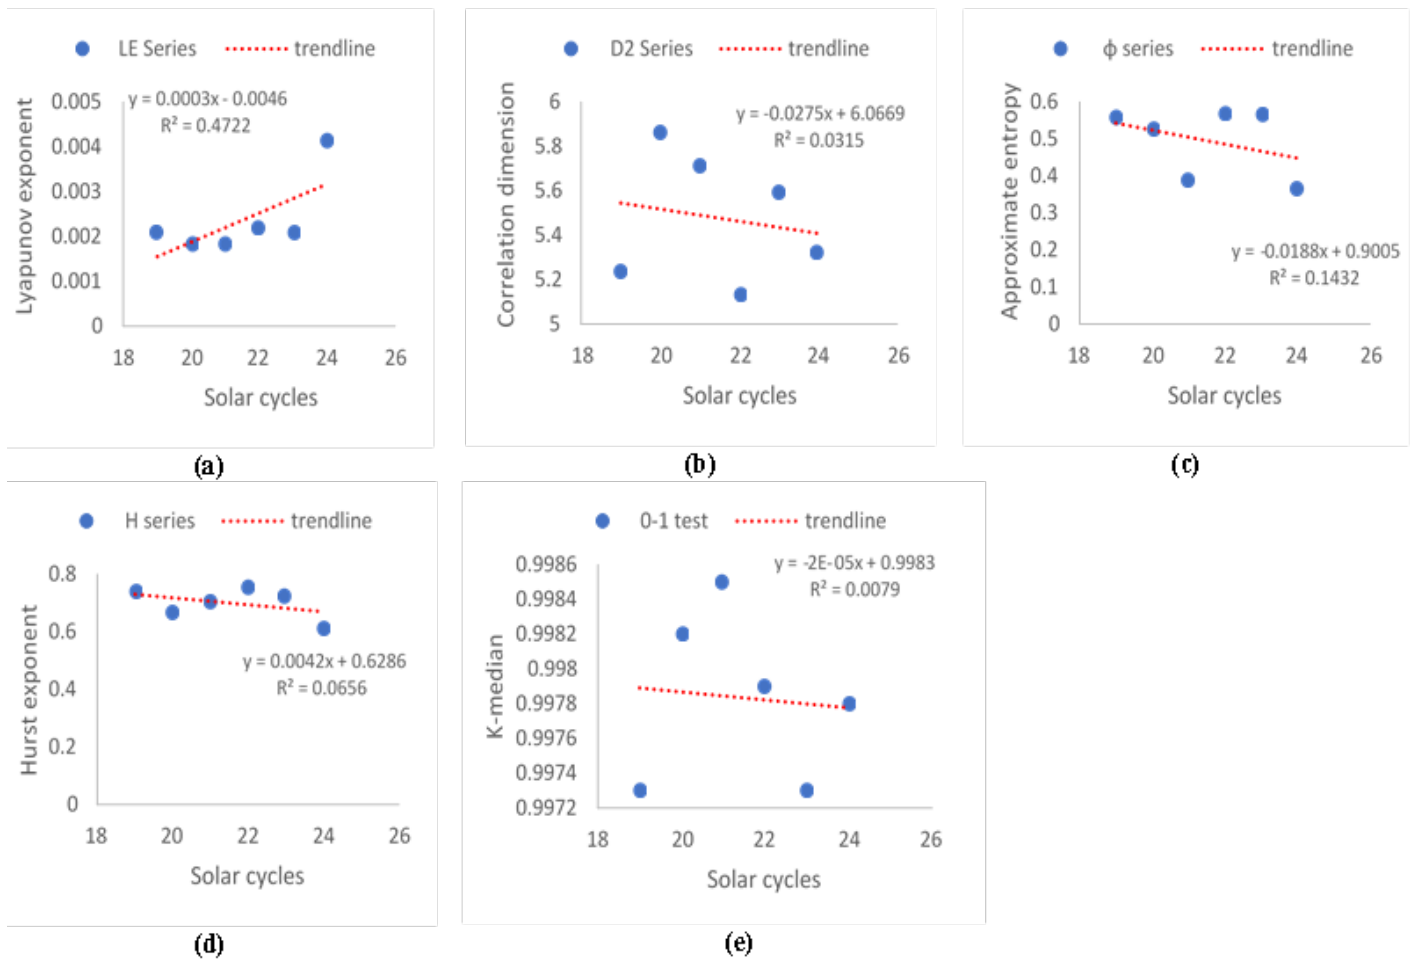 LE Series trendline
y = 0.0003x - 0.0046
R² = 0.4722
Lyapunov exponent
0.005
0.004
0.003
0.002
0.001
0
18 20 22 24 26
Solar cycles
(a)
D2 Series trendline
y = -0.0275x + 6.0669
R² = 0.0315
Correlation dimension
6
5.8
5.6
5.4
5.2
5
18 20 22 24 26
Solar cycles
(b)
ϕ series trendline
Approximate entropy
0.6
0.5
0.4
0.3
0.2
0.1
0
y = -0.0188x + 0.9005
R² = 0.1432
18 20 22 24 26
Solar cycles
(c)
H series trendline
Hurst exponent
0.8
0.6
0.4
0.2
0
y = 0.0042x + 0.6286
R² = 0.0656
18 20 22 24 26
Solar cycles
(d)
0-1 test trendline
y = -2E-05x + 0.9983
R² = 0.0079
K-median
0.9986
0.9984
0.9982
0.998
0.9978
0.9976
0.9974
0.9972
18 20 22 24 26
Solar cycles
(e)